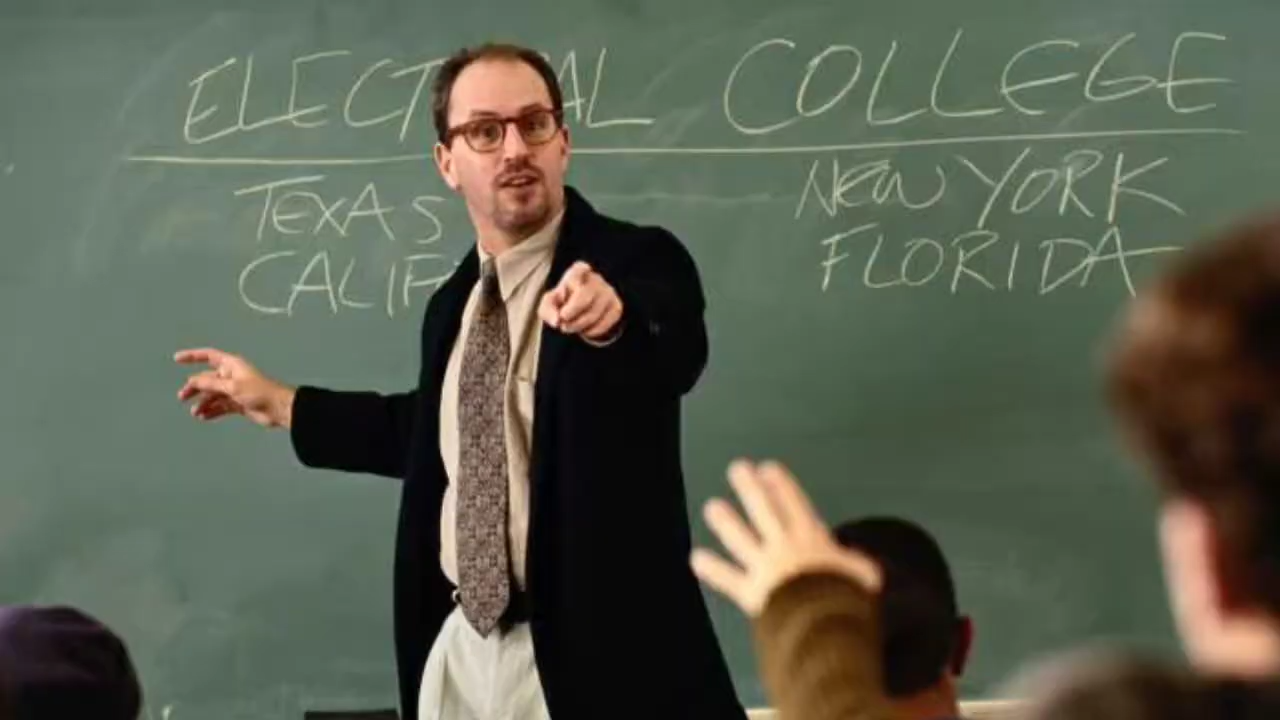 ELECT AL COLLEGE
TEXAS
CALIF
NEW YORK
FLORIDA